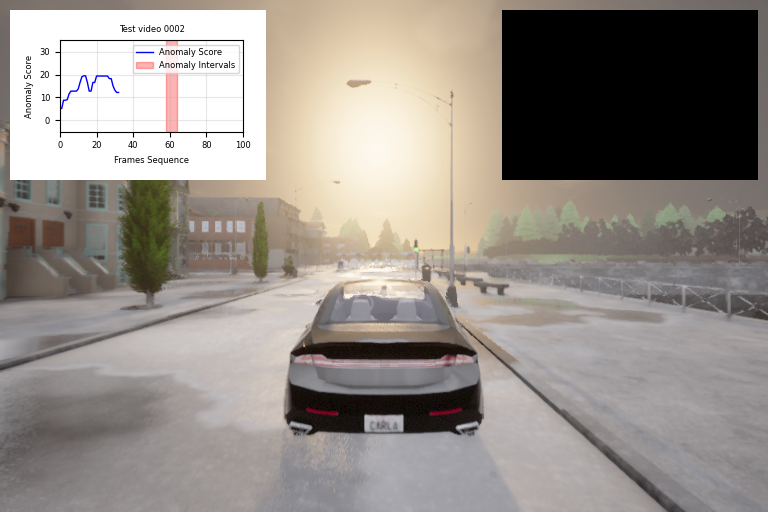 Test video 0002
Anomaly Score
Anomaly Intervals
Anomaly Score
30
20
10
0
0 20 40 60 80 100
Frames Sequence
CARLA